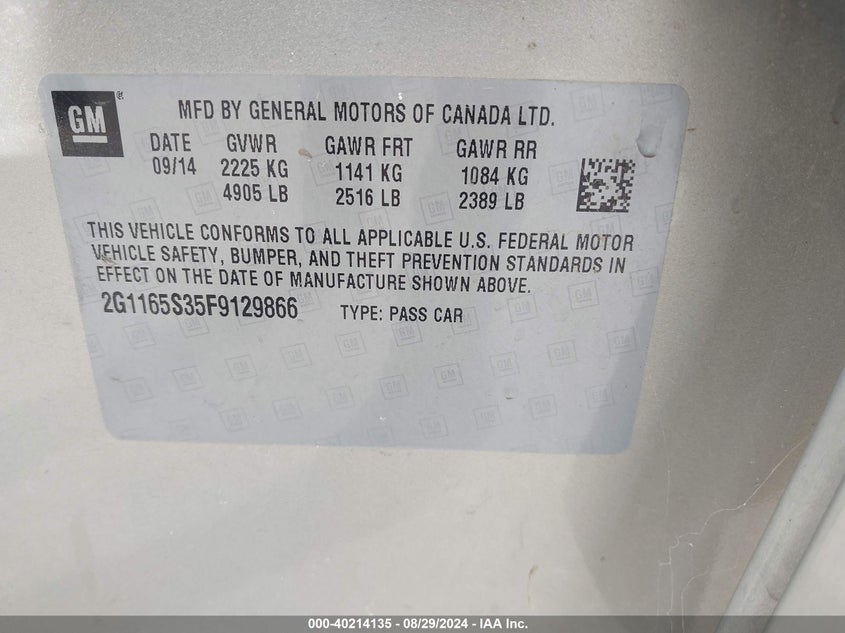 GM ®
MFD BY GENERAL MOTORS OF CANADA LTD.
DATE GVWR GAWR FRT GAWR RR
09/14 2225 KG 1141 KG 1084 KG
4905 LB 2516 LB 2389 LB
THIS VEHICLE CONFORMS TO ALL APPLICABLE U.S. FEDERAL MOTOR
VEHICLE SAFETY, BUMPER, AND THEFT PREVENTION STANDARDS IN
EFFECT ON THE DATE OF MANUFACTURE SHOWN ABOVE.
2G1165S35F9129866 TYPE: PASS CAR
000-40214135 - 08/29/2024 - IAA Inc.